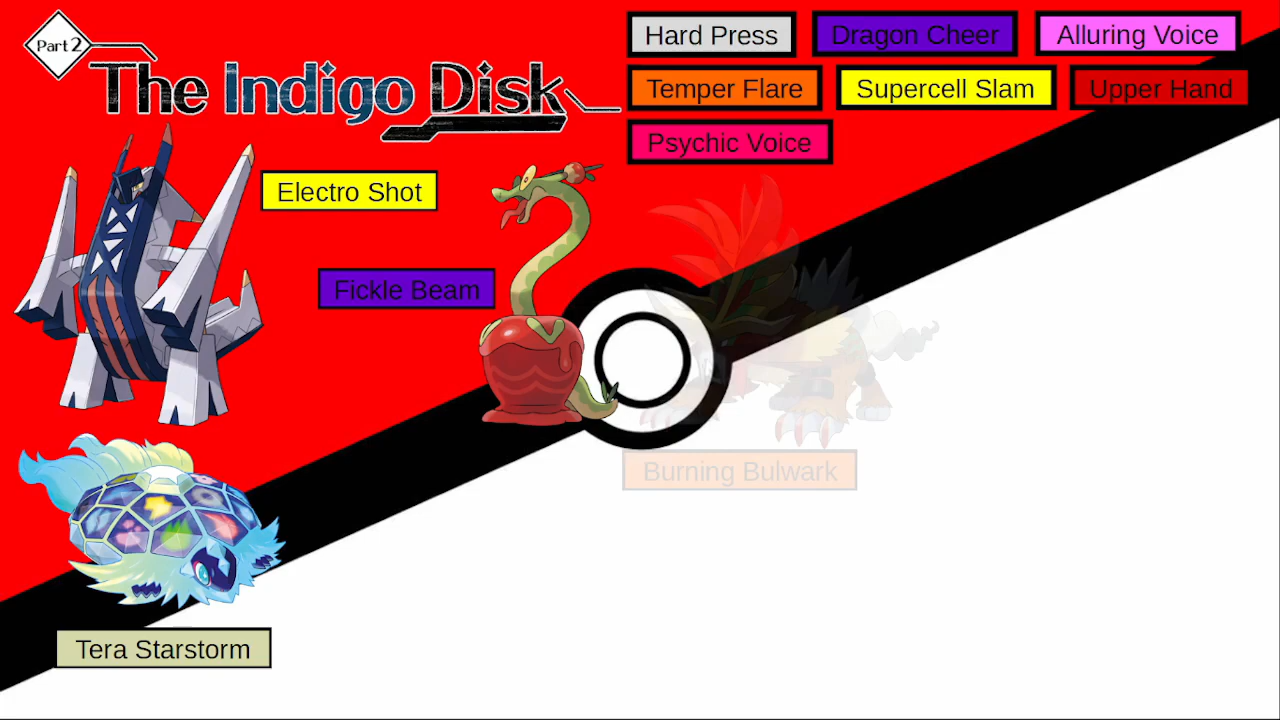 Part 2
The Indigo Disk
Hard Press
Dragon Cheer
Alluring Voice
Temper Flare
Supercell Slam
Upper Hand
Psychic Voice
Electro Shot
Fickle Beam
Burning Bulwark
Tera Starstorm